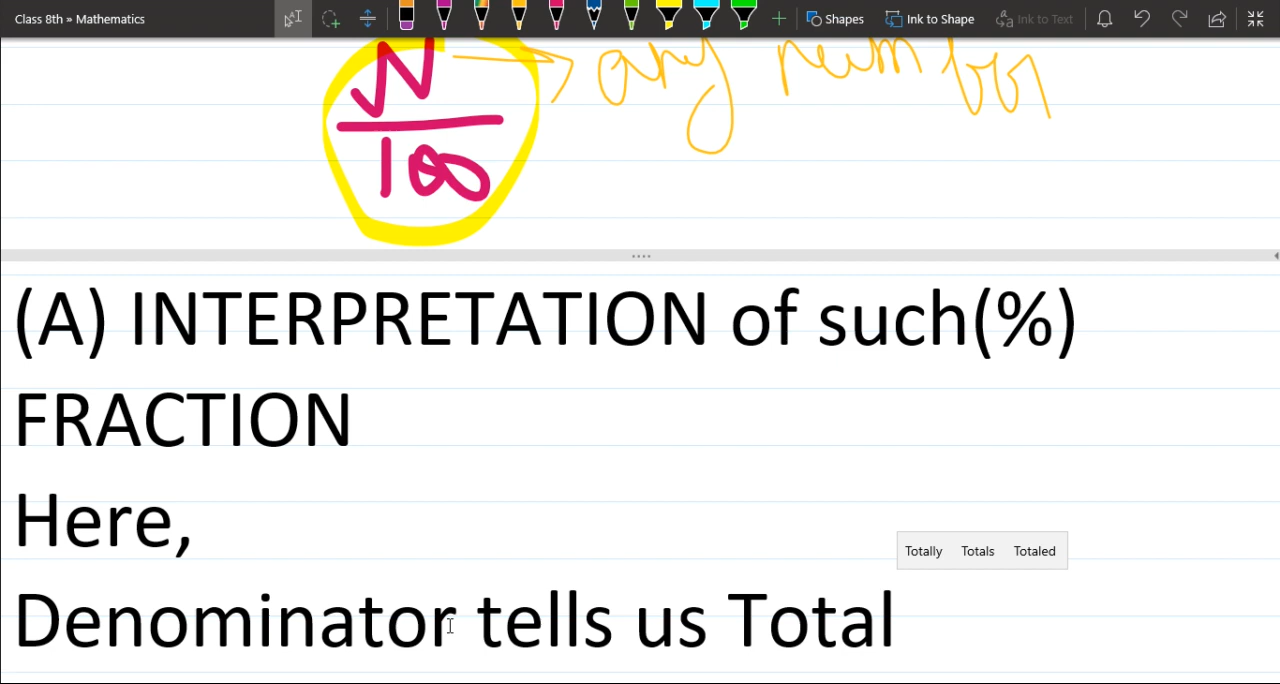 Class 8th » Mathematics
Shapes
Ink to Shape
Ink to Text
N → any number
100
(A) INTERPRETATION of such(%)
FRACTION
Here,
Totally Totals Totaled
Denominator tells us Total